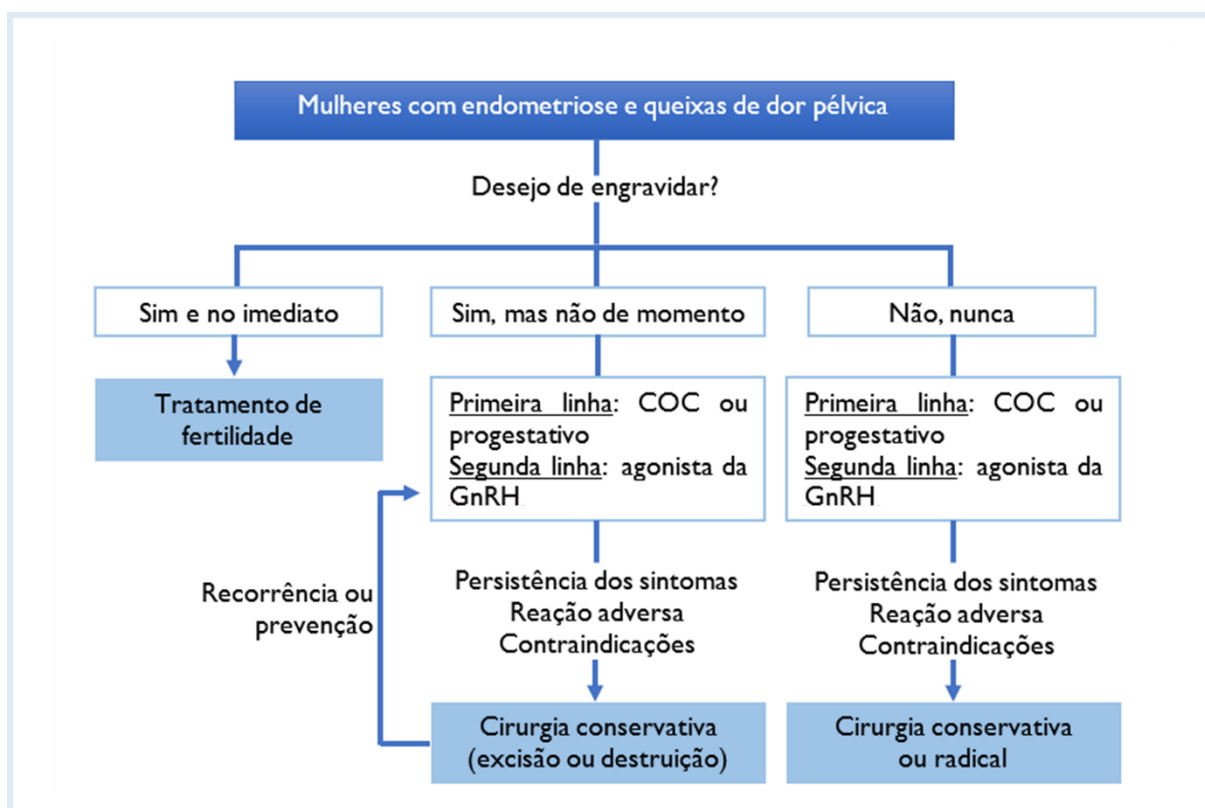 Mulheres com endometriose e queixas de dor pélvica
Desejo de engravidar?
Sim e no imediato
Sim, mas não de momento
Não, nunca
Tratamento de
fertilidade
Primeira linha: COC ou
progestativo
Segunda linha: agonista da
GnRH
Primeira linha: COC ou
progestativo
Segunda linha: agonista da
GnRH
Recorrência ou
prevenção
Persistência dos sintomas
Reação adversa
Contraindicações
Persistência dos sintomas
Reação adversa
Contraindicações
Cirurgia conservativa
(excisão ou destruição)
Cirurgia conservativa
ou radical